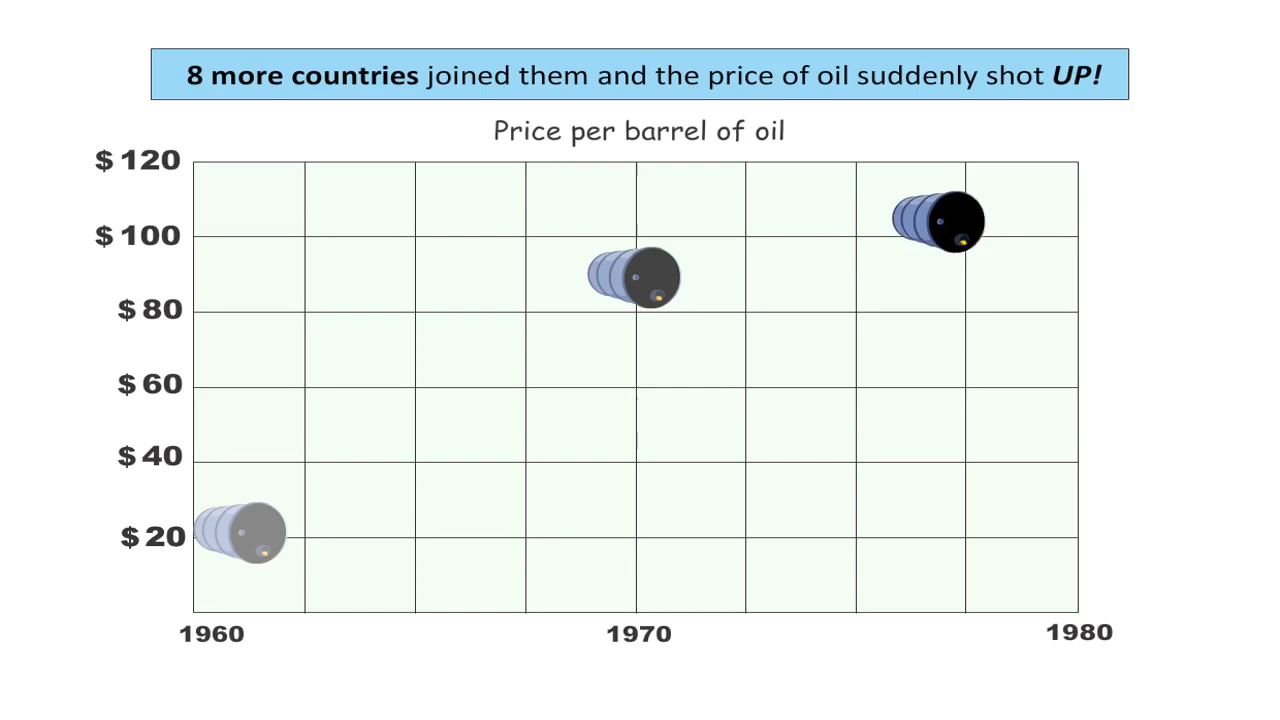 8 more countries joined them and the price of oil suddenly shot UP!
Price per barrel of oil
$ 120
$ 100
$ 80
$ 60
$ 40
$ 20
1960 1970 1980